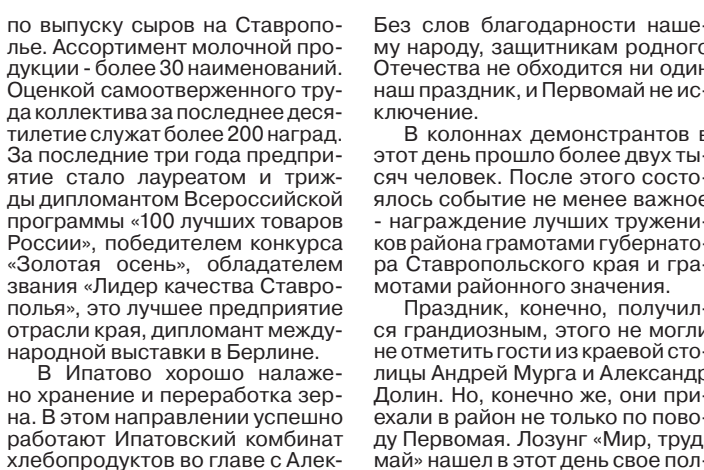 по выпуску сыров на Ставропо-
лье. Ассортимент молочной про-
дукции - более 30 наименований.
Оценкой самоотверженного тру-
да коллектива за последнее деся-
тилетие служат более 200 наград.
За последние три года предпри-
ятие стало лауреатом и триж-
ды дипломантом Всероссийской
программы «100 лучших товаров
России», победителем конкурса
«Золотая осень», обладателем
звания «Лидер качества Ставро-
полья», это лучшее предприятие
отрасли края, дипломант между-
народной выставки в Берлине.
В Ипатово хорошо налаже-
но хранение и переработка зер-
на. В этом направлении успешно
работают Ипатовский комбинат
хлебопродуктов во главе с Алек-
Без слов благодарности наше-
му народу, защитникам родного
Отечества не обходится ни один
наш праздник, и Первомай не ис-
ключение.
В колоннах демонстрантов в
этот день прошло более двух ты-
сяч человек. После этого состо-
ялось событие не менее важное
- награждение лучших тружени-
ков района грамотами губернато-
ра Ставропольского края и гра-
мотами районного значения.
Праздник, конечно, получил-
ся грандиозным, этого не могли
не отметить гости из краевой сто-
лицы Андрей Мурга и Александр
Долин. Но, конечно же, они при-
ехали в район не только по пово-
ду Первомая. Лозунг «Мир, труд,
май» нашел в этот день свое пол-